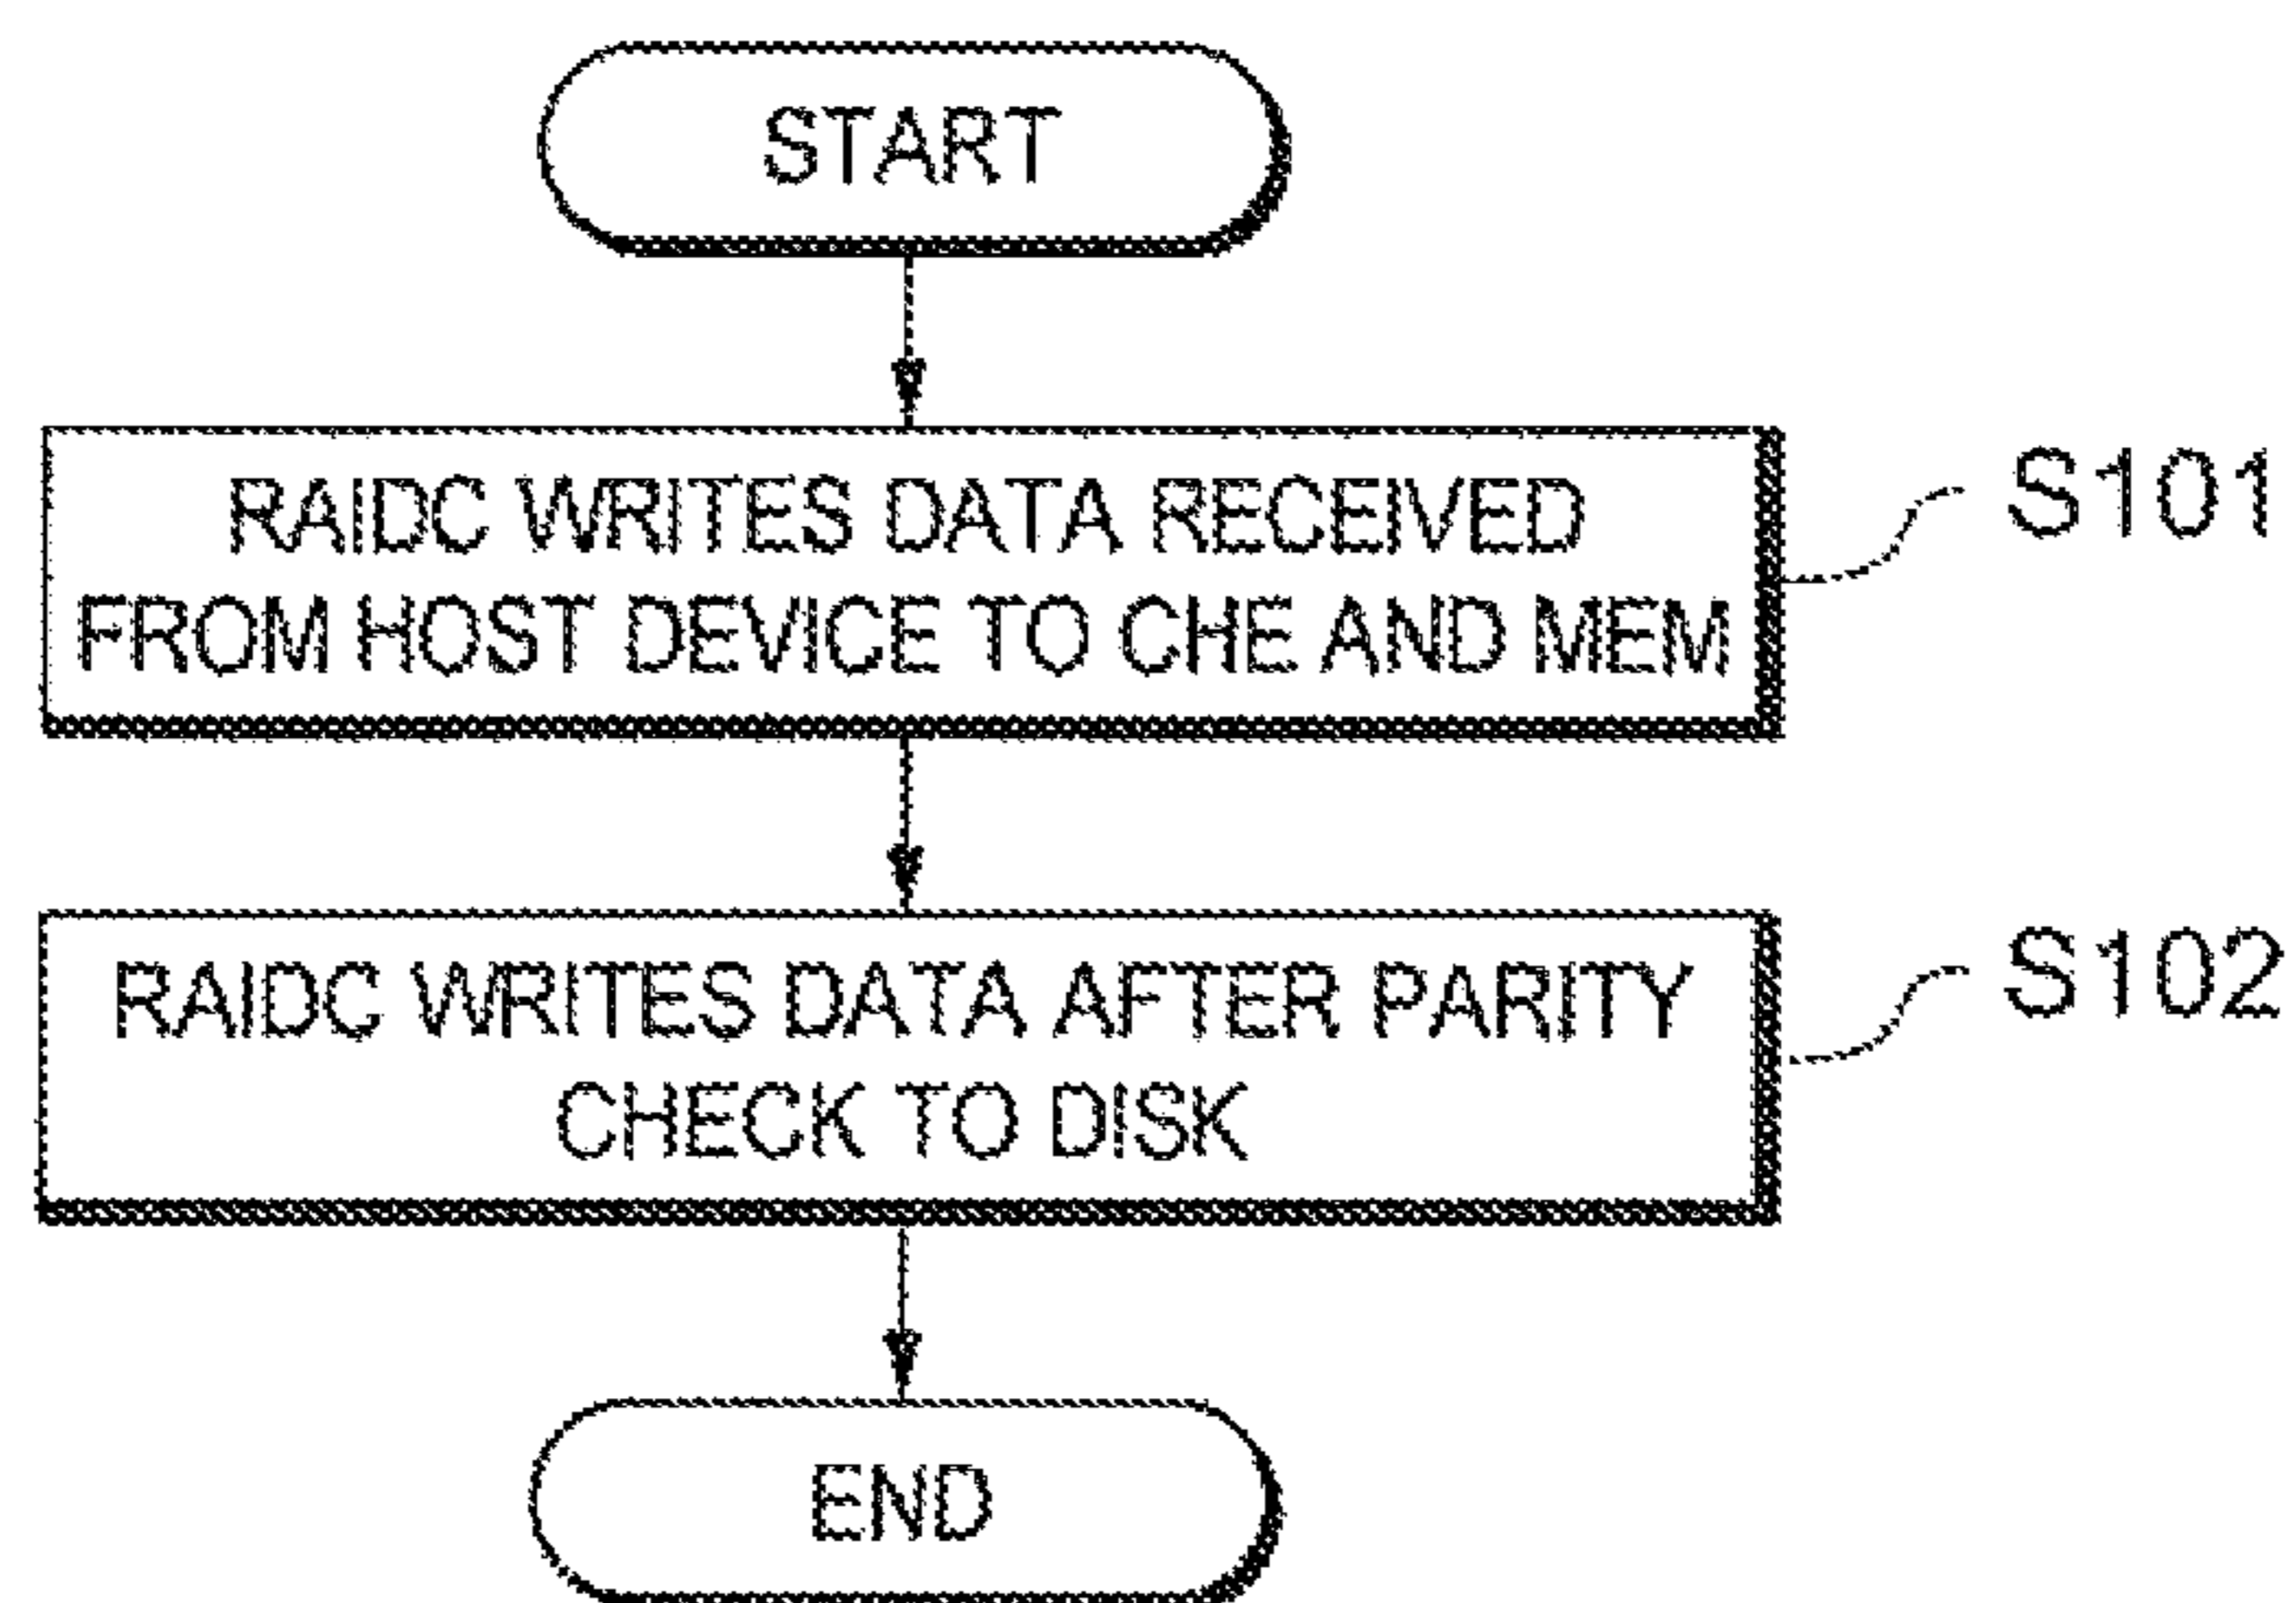 START
RAIDC WRITES DATA RECEIVED
FROM HOST DEVICE TO CHE AND MEM
S101
RAIDC WRITES DATA AFTER PARITY
CHECK TO DISK
S102
END